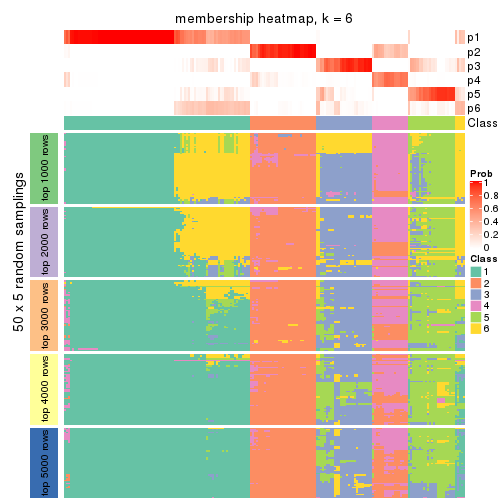 membership heatmap, k = 6
p1
p2
p3
p4
p5
p6
Class
50 x 5 random samplings
top 1000 rows
top 2000 rows
top 3000 rows
top 4000 rows
top 5000 rows
Prob
1
0.8
0.6
0.4
0.2
0
Class
1
2
3
4
5
6